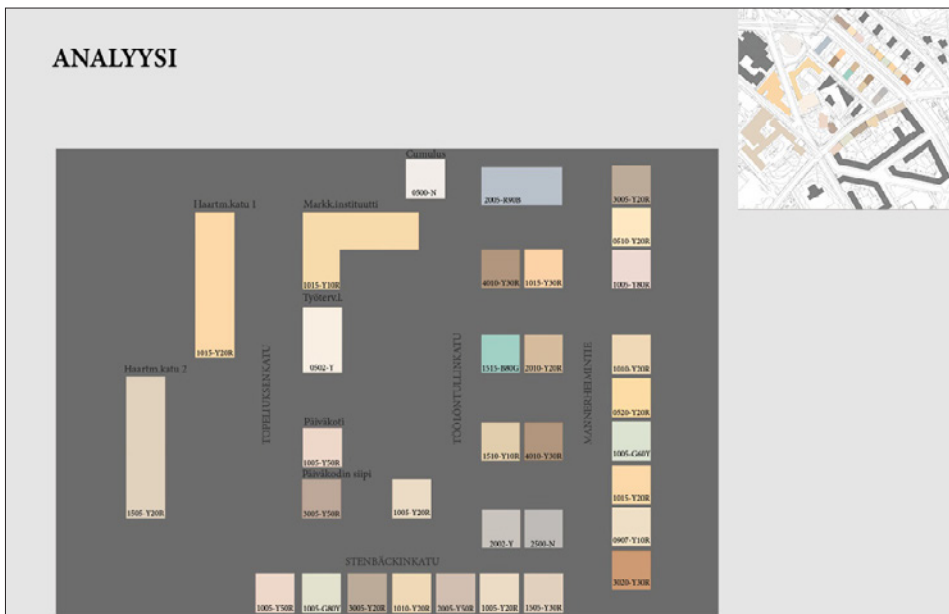 ANALYYSI
Cumulus
0500-N
2005-R90B
3005-Y20R
Haartm.katu 1
Markk.instituutti
0510-Y20R
4010-Y30R
1015-Y30R
1005-Y80R
1015-Y10R
Työterv.l.
1015-Y20R
0502-Y
TOPELIUKSENKATU
TÖÖLÖNTULLINKATU
MANNERHEIMINTIE
1515-B80G
2010-Y20R
1010-Y20R
Haartm.katu 2
0520-Y20R
Päiväkoti
1005-Y50R
1510-Y10R
4010-Y30R
1005-G60Y
Päiväkodin siipi
3005-Y50R
1005-Y20R
1015-Y20R
1505-Y20R
2002-Y
2500-N
0907-Y10R
STENBÄCKINKATU
3020-Y30R
1005-Y50R
1005-G80Y
3005-Y20R
1010-Y20R
2005-Y50R
1005-Y20R
1505-Y30R